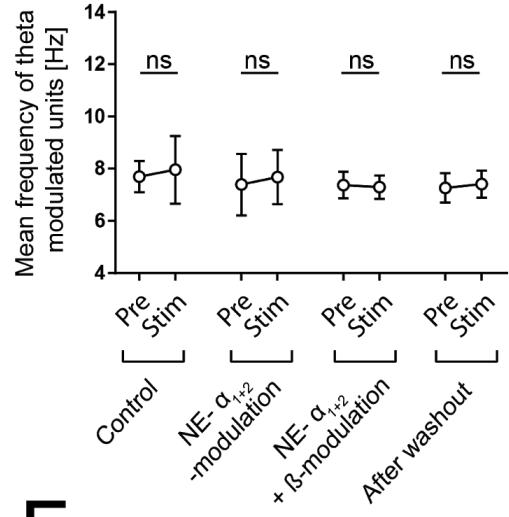 Mean frequency of theta
modulated units [Hz]
14
12
10
8
6
4
ns ns ns ns
Pre Stim Pre Stim Pre Stim Pre Stim
Control
NE- α1+2
-modulation
NE- α1+2
+ ß-modulation
After washout